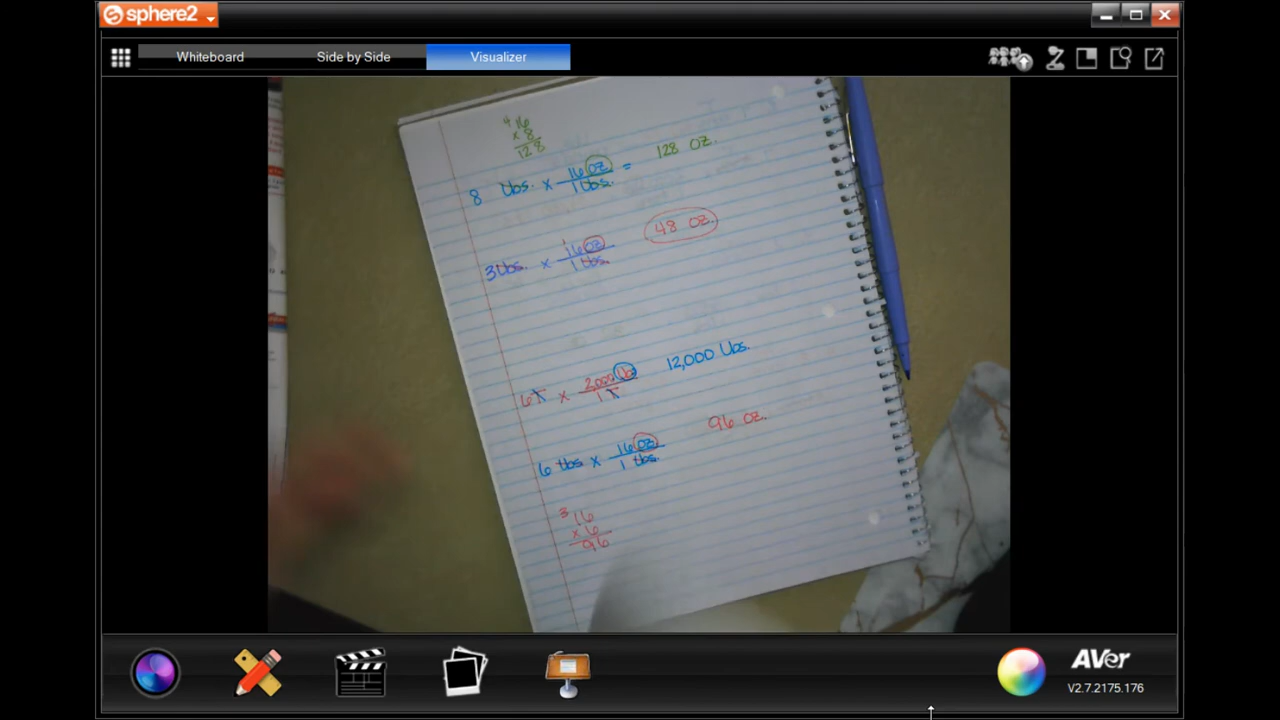 sphere2
Whiteboard Side by Side Visualizer
4
16
x 8
128
8 Lbs. x 16 oz / 1 Lbs. = 128 oz.
3 Lbs. x 16 oz / 1 Lbs. 48 oz.
6 T x 2,000 Lbs / 1 T 12,000 Lbs.
6 Lbs x 16 oz. / 1 Lbs. 96 oz.
3
16
x 6
96
AVer
V2.7.2175.176